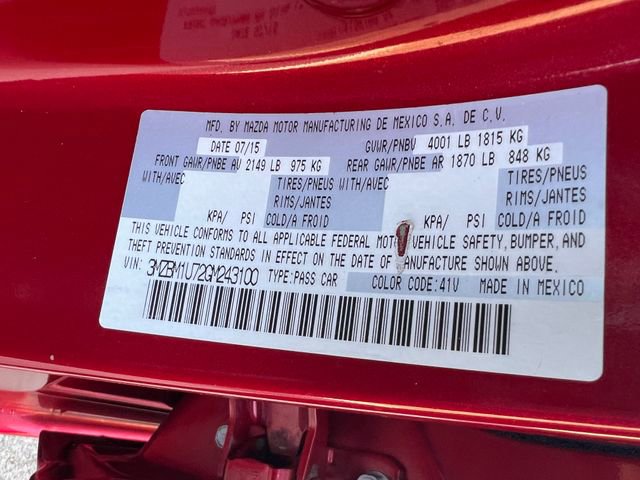 MFD. BY MAZDA MOTOR MANUFACTURING DE MEXICO S.A. DE C.V.
DATE 07/15 GVWR/PNBV 4001 LB 1815 KG
FRONT GAWR/PNBE AV 2149 LB 975 KG REAR GAWR/PNBE AR 1870 LB 848 KG
WITH/AVEC TIRES/PNEUS WITH/AVEC TIRES/PNEUS
RIMS/JANTES RIMS/JANTES
KPA/ PSI COLD/A FROID KPA/ PSI COLD/A FROID
THIS VEHICLE CONFORMS TO ALL APPLICABLE FEDERAL MOTOR VEHICLE SAFETY, BUMPER, AND
THEFT PREVENTION STANDARDS IN EFFECT ON THE DATE OF MANUFACTURE SHOWN ABOVE.
VIN: 3MZBM1U72GM243100 TYPE:PASS CAR COLOR CODE:41V MADE IN MEXICO